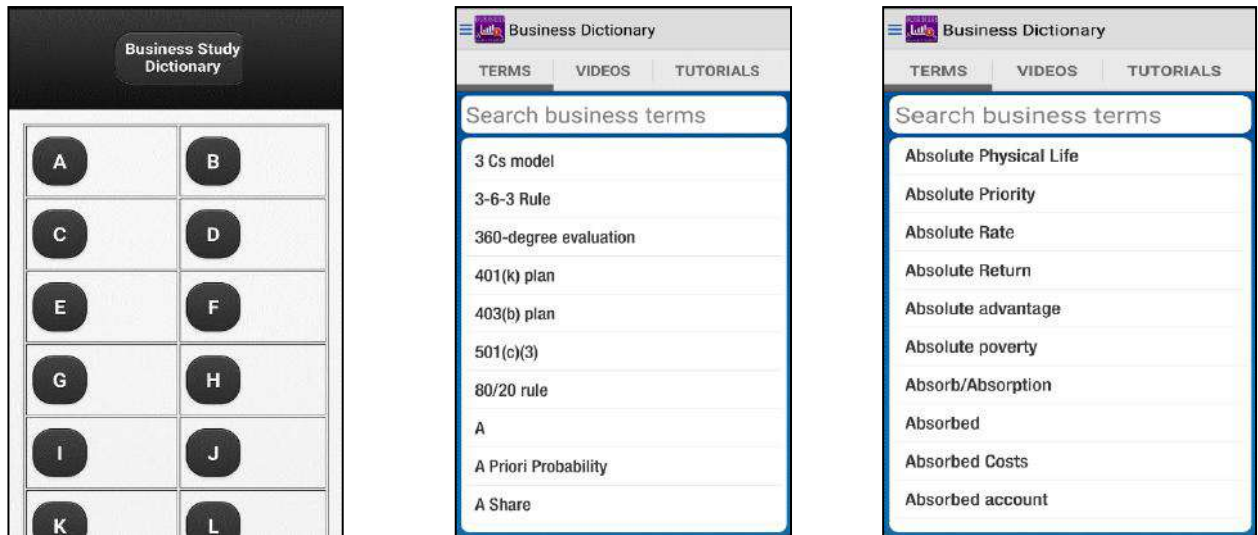 Business Study
Dictionary
A
B
C
D
E
F
G
H
I
J
K
L
Business Dictionary
TERMS VIDEOS TUTORIALS
Search business terms
3 Cs model
3-6-3 Rule
360-degree evaluation
401(k) plan
403(b) plan
501(c)(3)
80/20 rule
A
A Priori Probability
A Share
Business Dictionary
TERMS VIDEOS TUTORIALS
Search business terms
Absolute Physical Life
Absolute Priority
Absolute Rate
Absolute Return
Absolute advantage
Absolute poverty
Absorb/Absorption
Absorbed
Absorbed Costs
Absorbed account